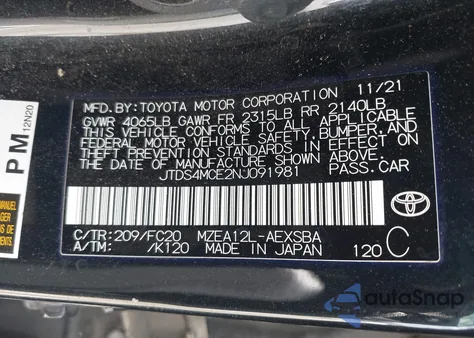 MFD. BY: TOYOTA MOTOR CORPORATION 11/21
GVWR 4065LB GAWR FR 2315LB RR 2140LB
THIS VEHICLE CONFORMS TO ALL APPLICABLE
FEDERAL MOTOR VEHICLE SAFETY, BUMPER, AND
THEFT PREVENTION STANDARDS IN EFFECT ON
THE DATE OF MANUFACTURE SHOWN ABOVE.
JTDS4MCE2NJ091981 PASS.CAR
C/TR:209/FC20 MZEA12L-AEXSBA
A/TM: /K120 MADE IN JAPAN 120 C
PM
12N20
autoSnap